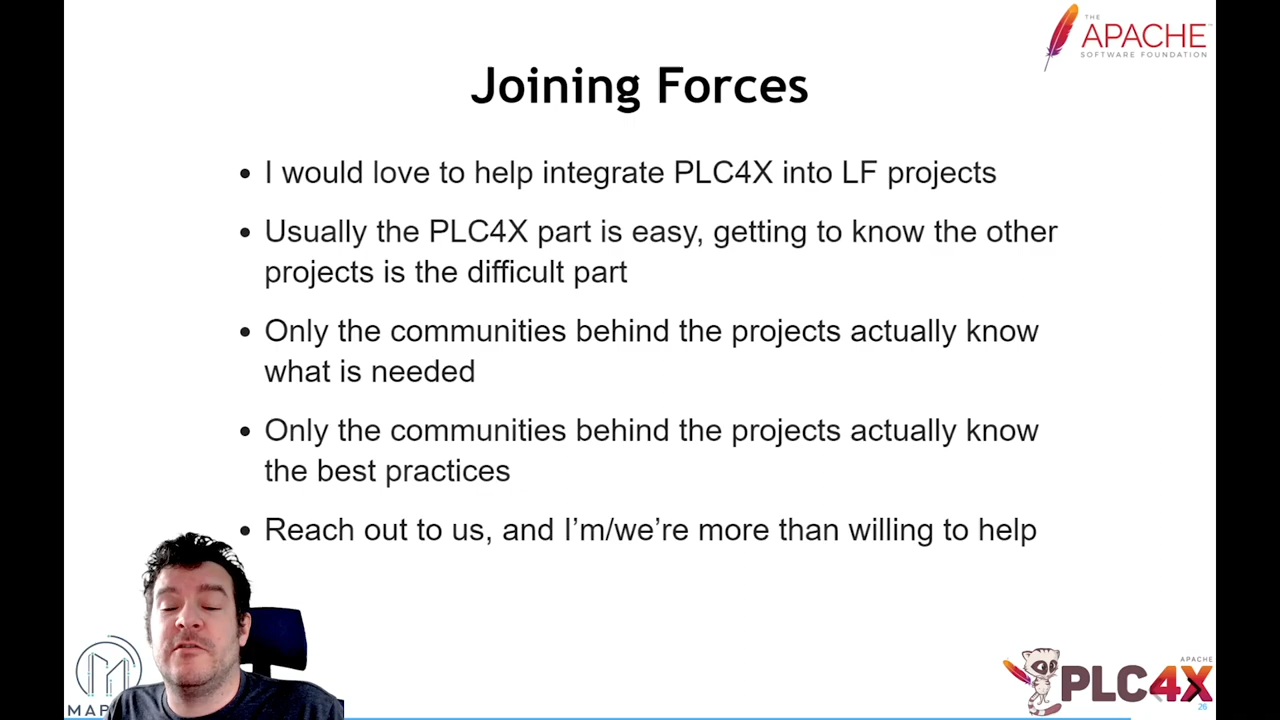 THE
APACHE
SOFTWARE FOUNDATION
Joining Forces
• I would love to help integrate PLC4X into LF projects
• Usually the PLC4X part is easy, getting to know the other
projects is the difficult part
• Only the communities behind the projects actually know
what is needed
• Only the communities behind the projects actually know
the best practices
• Reach out to us, and I’m/we’re more than willing to help
APACHE
PLC4X
26